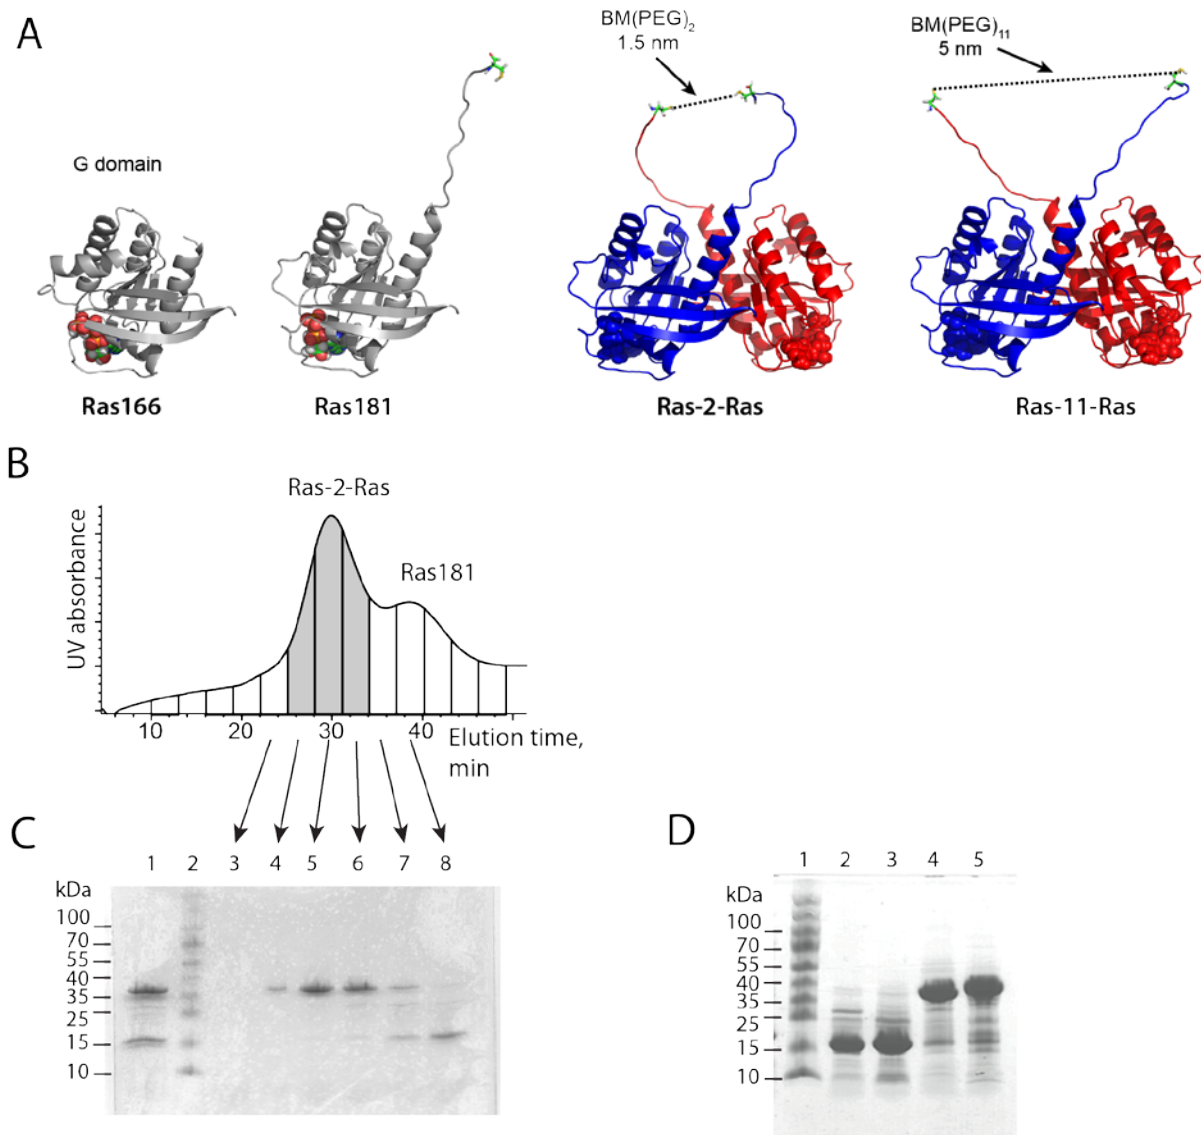 A
BM(PEG)₂
1.5 nm
BM(PEG)₁₁
5 nm
G domain
Ras166
Ras181
Ras-2-Ras
Ras-11-Ras
B
Ras-2-Ras
Ras181
UV absorbance
10
20
30
40
Elution time,
min
C
1 2 3 4 5 6 7 8
kDa
100
70
55
40
35
25
15
10
D
1 2 3 4 5
kDa
100
70
55
40
35
25
15
10